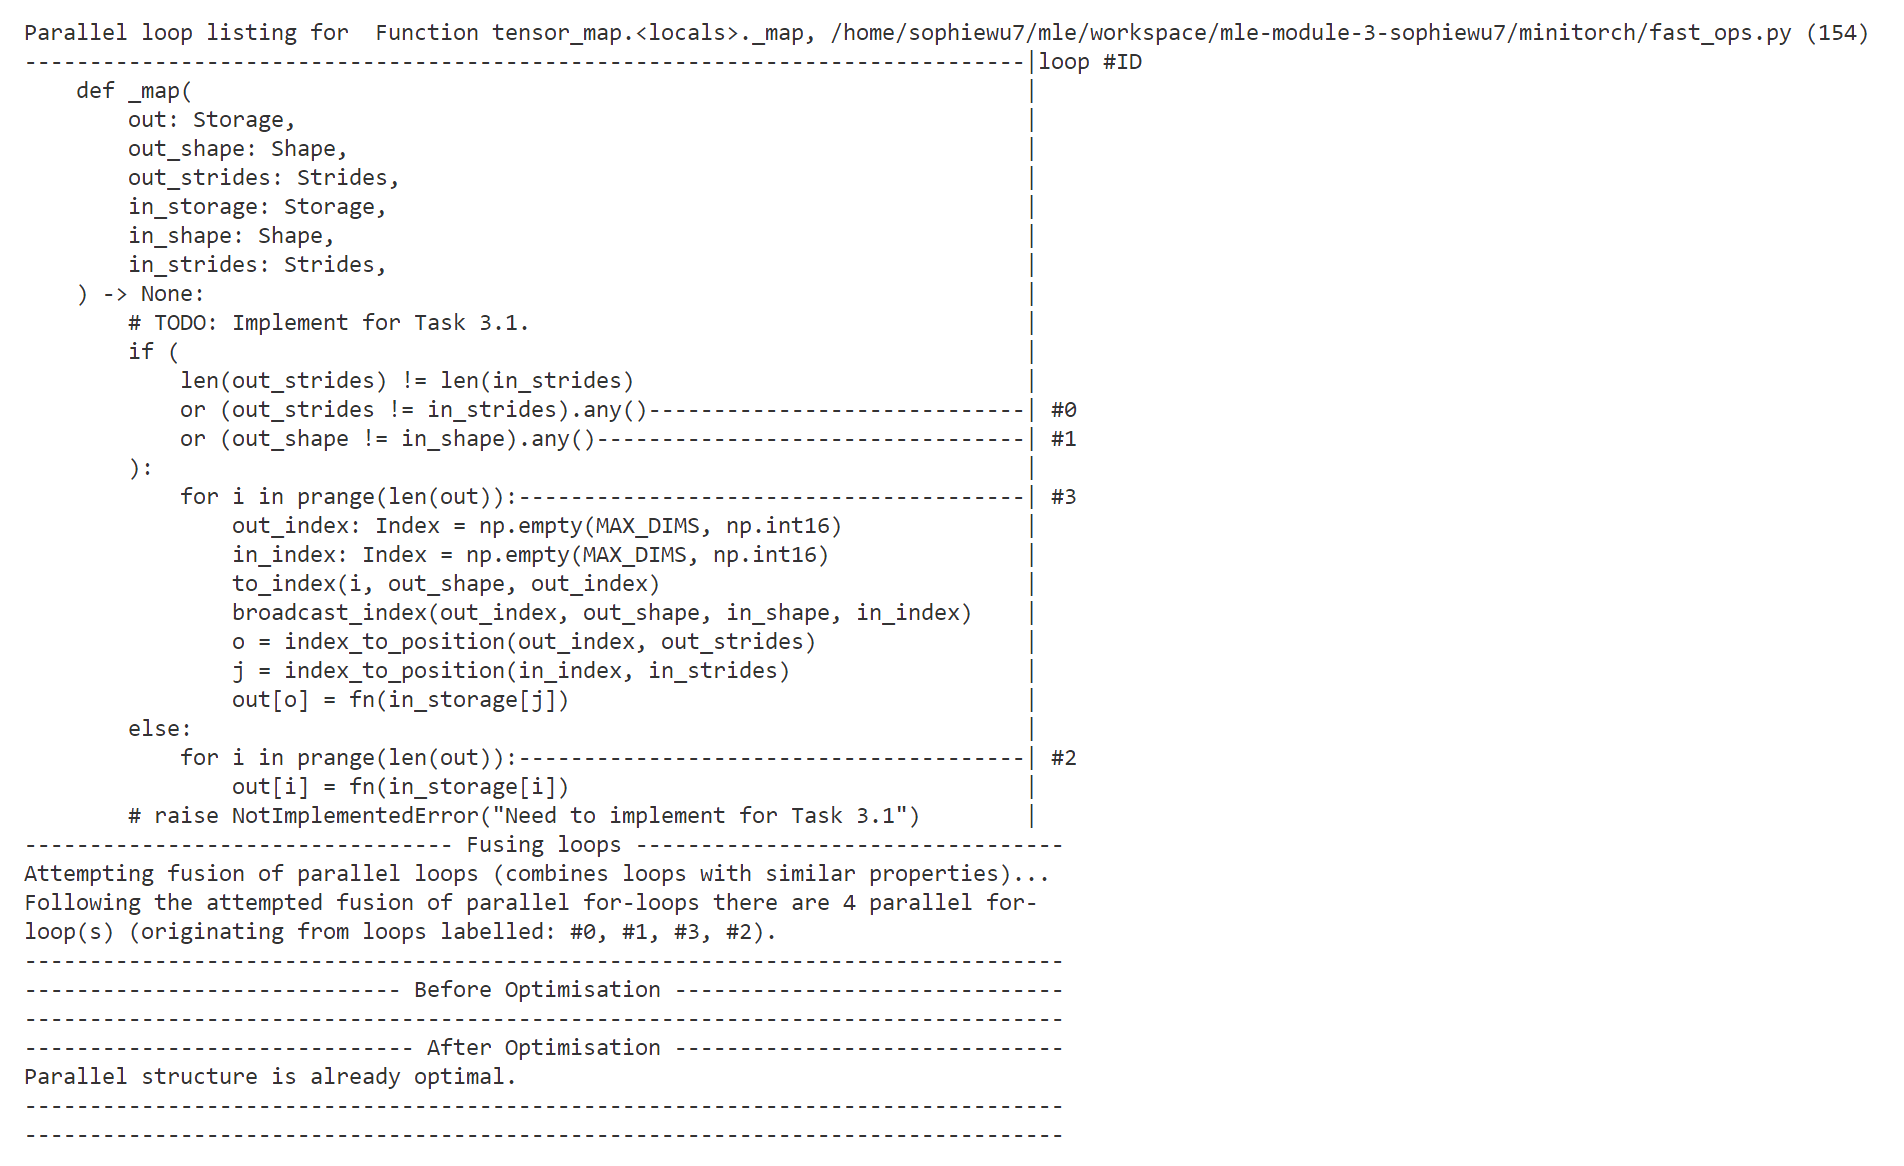 Parallel loop listing for  Function tensor_map.<locals>._map, /home/sophiewu7/mle/workspace/mle-module-3-sophiewu7/minitorch/fast_ops.py (154)
-----------------------------------------------------------------------------|loop #ID
    def _map(                                                                |
        out: Storage,                                                        |
        out_shape: Shape,                                                    |
        out_strides: Strides,                                                |
        in_storage: Storage,                                                 |
        in_shape: Shape,                                                     |
        in_strides: Strides,                                                 |
    ) -> None:                                                               |
        # TODO: Implement for Task 3.1.                                      |
        if (                                                                 |
            len(out_strides) != len(in_strides)                              |
            or (out_strides != in_strides).any()-----------------------------| #0
            or (out_shape != in_shape).any()---------------------------------| #1
        ):                                                                   |
            for i in prange(len(out)):---------------------------------------| #3
                out_index: Index = np.empty(MAX_DIMS, np.int16)              |
                in_index: Index = np.empty(MAX_DIMS, np.int16)               |
                to_index(i, out_shape, out_index)                            |
                broadcast_index(out_index, out_shape, in_shape, in_index)    |
                o = index_to_position(out_index, out_strides)                |
                j = index_to_position(in_index, in_strides)                  |
                out[o] = fn(in_storage[j])                                   |
        else:                                                                |
            for i in prange(len(out)):---------------------------------------| #2
                out[i] = fn(in_storage[i])                                   |
        # raise NotImplementedError("Need to implement for Task 3.1")        |
--------------------------------- Fusing loops ---------------------------------
Attempting fusion of parallel loops (combines loops with similar properties)...
Following the attempted fusion of parallel for-loops there are 4 parallel for-
loop(s) (originating from loops labelled: #0, #1, #3, #2).
--------------------------------------------------------------------------------
----------------------------- Before Optimisation ------------------------------
--------------------------------------------------------------------------------
------------------------------ After Optimisation ------------------------------
Parallel structure is already optimal.
--------------------------------------------------------------------------------
--------------------------------------------------------------------------------